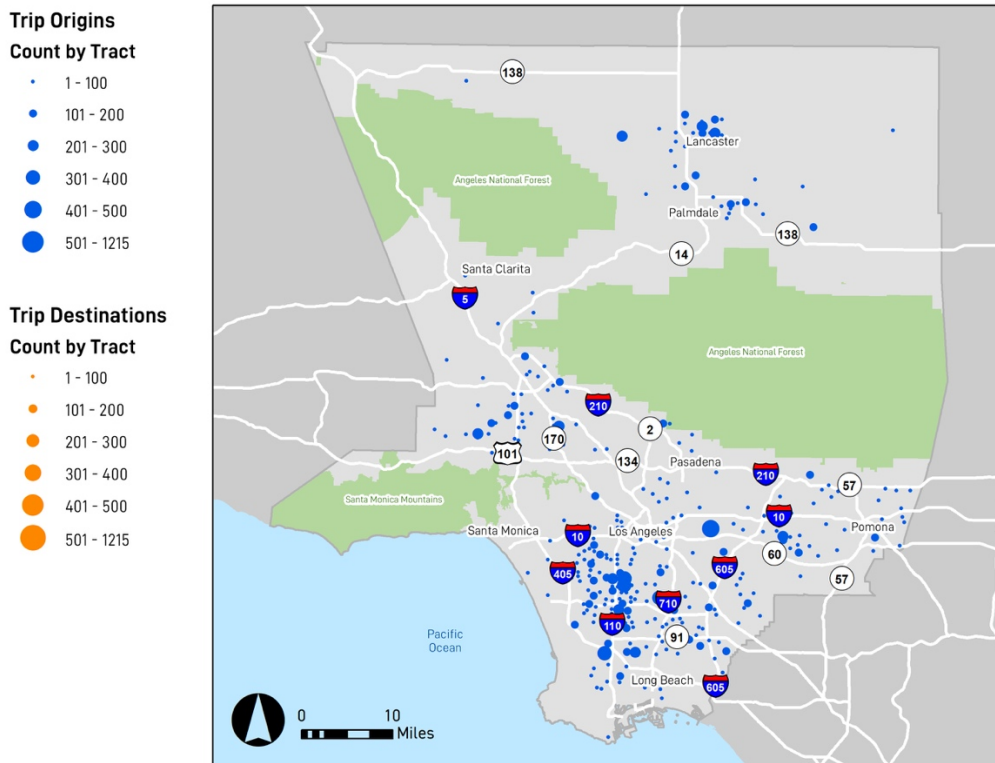 Trip Origins
Count by Tract
1 - 100
101 - 200
201 - 300
301 - 400
401 - 500
501 - 1215
Trip Destinations
Count by Tract
1 - 100
101 - 200
201 - 300
301 - 400
401 - 500
501 - 1215
138
Lancaster
Angeles National Forest
Palmdale
138
14
Santa Clarita
5
Angeles National Forest
210
2
170
101
134
Pasadena
210
57
Santa Monica Mountains
10
Santa Monica
10
Los Angeles
Pomona
60
405
605
57
710
110
91
Pacific
Ocean
Long Beach
605
0
10
Miles